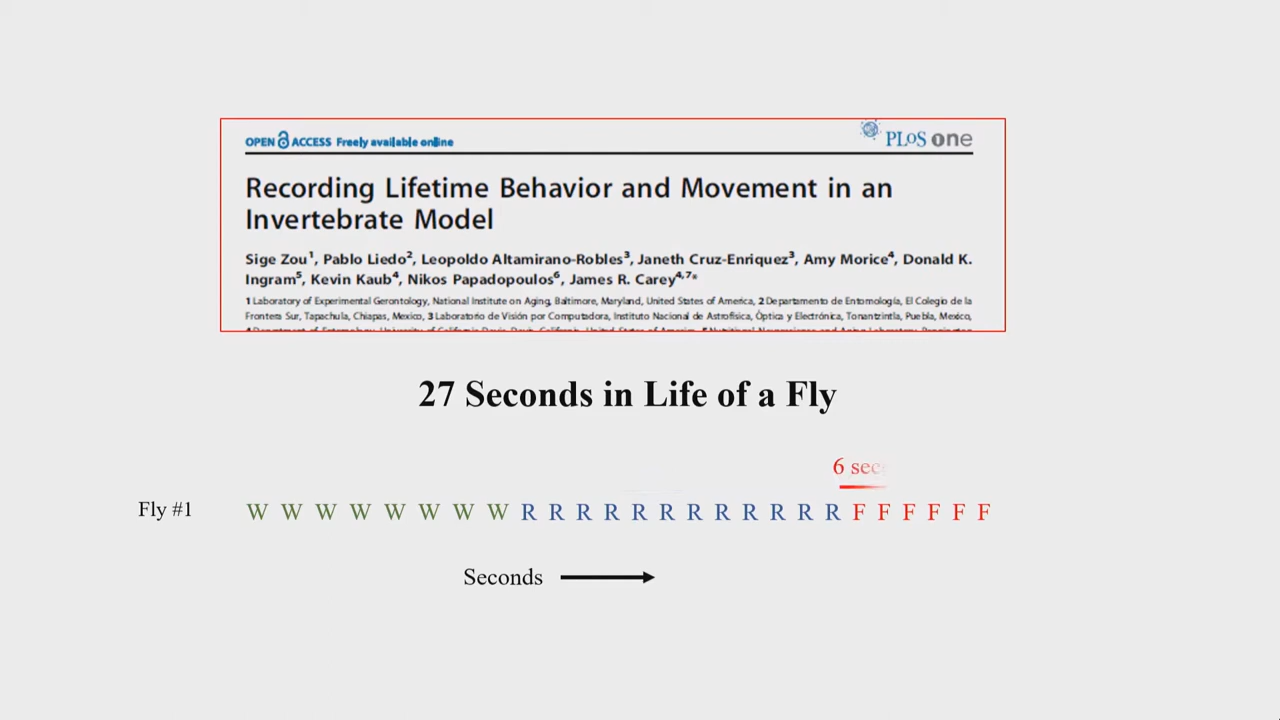 OPEN ACCESS Freely available online
PLoS one
Recording Lifetime Behavior and Movement in an
Invertebrate Model
Sige Zou1, Pablo Liedo2, Leopoldo Altamirano-Robles3, Janeth Cruz-Enriquez3, Amy Morice4, Donald K.
Ingram5, Kevin Kaub4, Nikos Papadopoulos6, James R. Carey4,7*
1 Laboratory of Experimental Gerontology, National Institute on Aging, Baltimore, Maryland, United States of America, 2 Departamento de Entomología, El Colegio de la
Frontera Sur, Tapachula, Chiapas, Mexico, 3 Laboratorio de Visión por Computadora, Instituto Nacional de Astrofísica, Óptica y Electrónica, Tonantzintla, Puebla, Mexico,
27 Seconds in Life of a Fly
6 sec
Fly #1 W W W W W W W W R R R R R R R R R R R R F F F F F F
Seconds